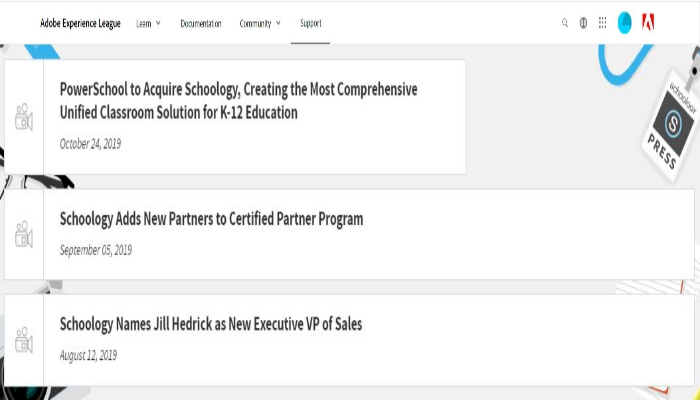 Adobe Experience League Learn Documentation Community Support
PowerSchool to Acquire Schoology, Creating the Most Comprehensive
Unified Classroom Solution for K-12 Education
October 24, 2019
schoology
S
PRESS
Schoology Adds New Partners to Certified Partner Program
September 05, 2019
Schoology Names Jill Hedrick as New Executive VP of Sales
August 12, 2019